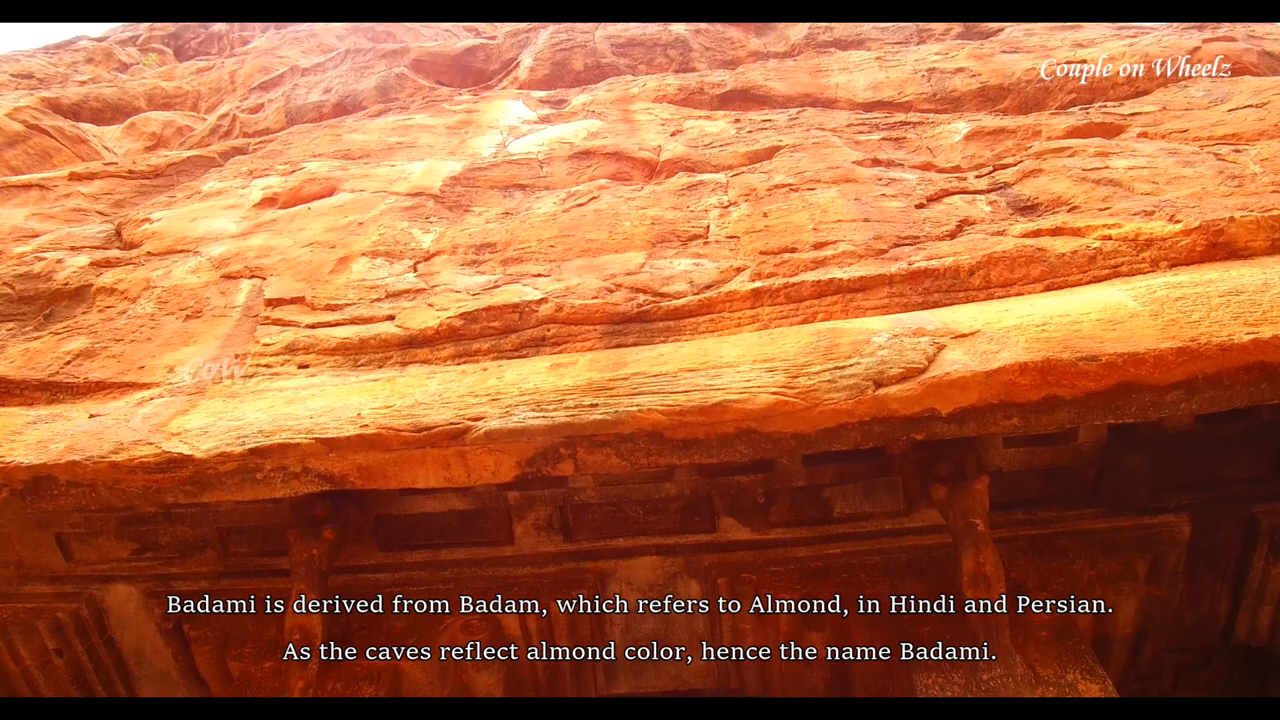 Couple on Wheelz
COW
Badami is derived from Badam, which refers to Almond, in Hindi and Persian.
As the caves reflect almond color, hence the name Badami.